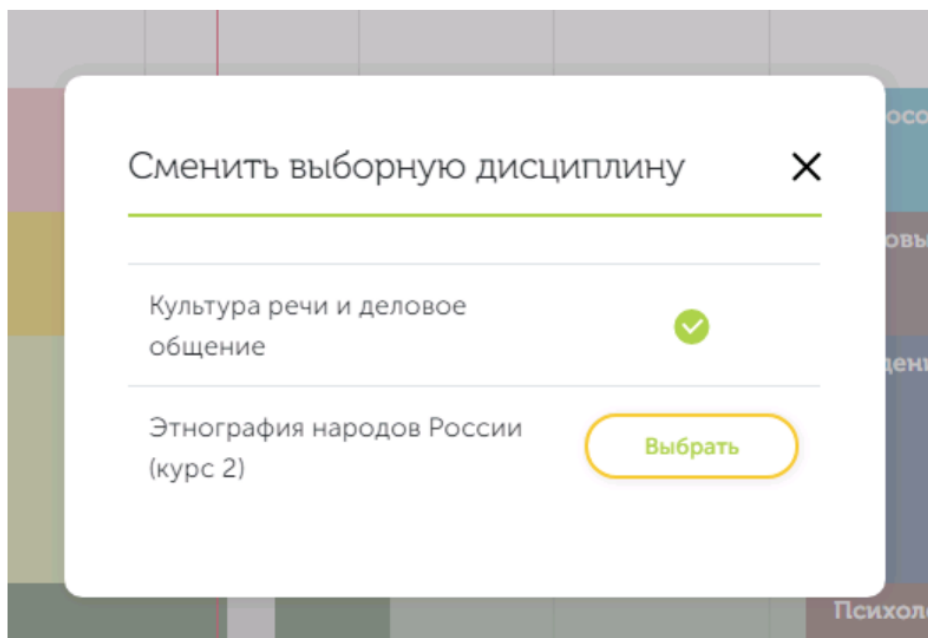 Сменить выборную дисциплину
Культура речи и деловое
общение
Этнография народов России
(курс 2)
Выбрать